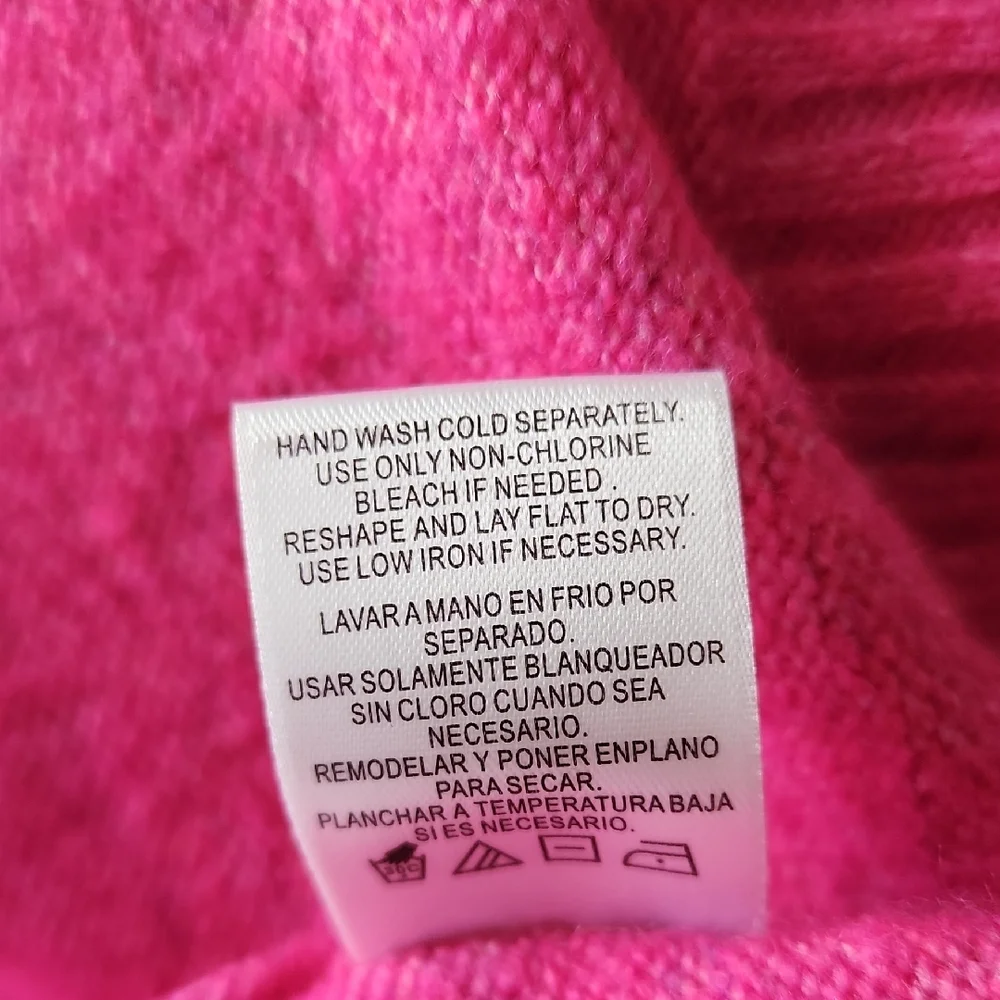 HAND WASH COLD SEPARATELY.
USE ONLY NON-CHLORINE
BLEACH IF NEEDED .
RESHAPE AND LAY FLAT TO DRY.
USE LOW IRON IF NECESSARY.
LAVAR A MANO EN FRIO POR
SEPARADO.
USAR SOLAMENTE BLANQUEADOR
SIN CLORO CUANDO SEA
NECESARIO.
REMODELAR Y PONER ENPLANO
PARA SECAR.
PLANCHAR A TEMPERATURA BAJA
SI ES NECESARIO.
30C